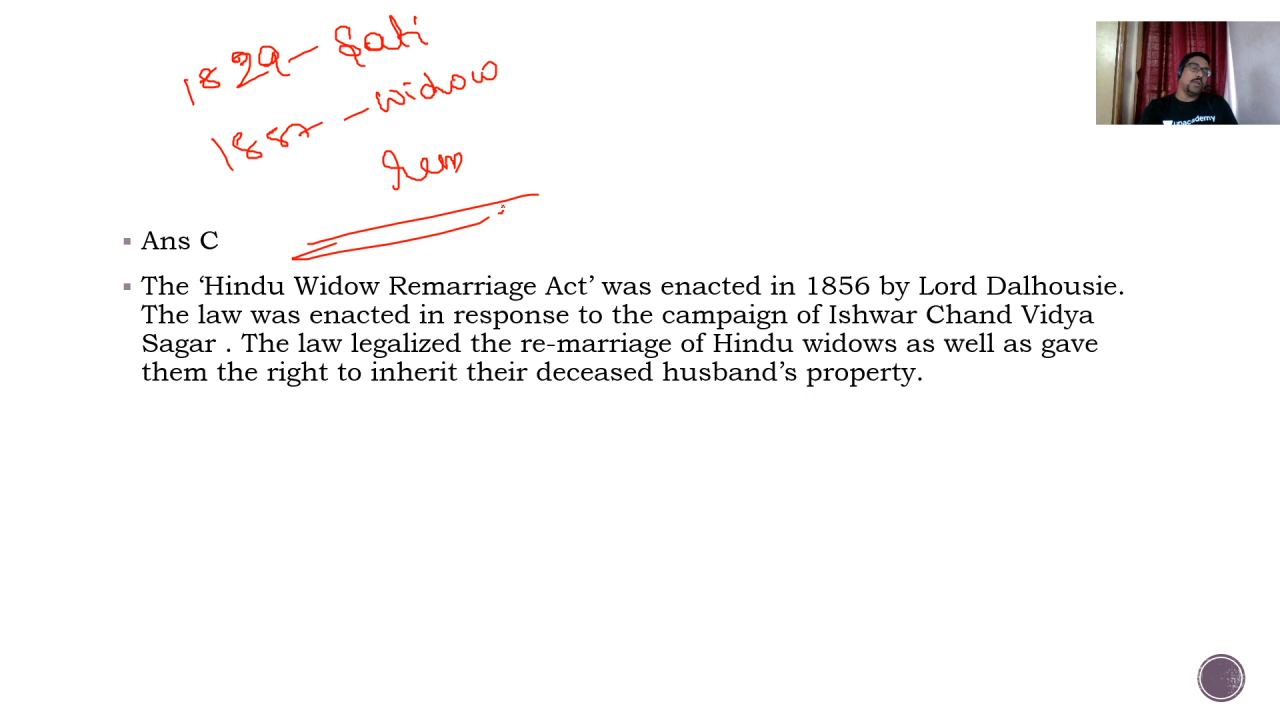 1829 - Sati
1887 - widow
Rem
Ans C
The ‘Hindu Widow Remarriage Act’ was enacted in 1856 by Lord Dalhousie.
The law was enacted in response to the campaign of Ishwar Chand Vidya
Sagar . The law legalized the re-marriage of Hindu widows as well as gave
them the right to inherit their deceased husband’s property.
unacademy